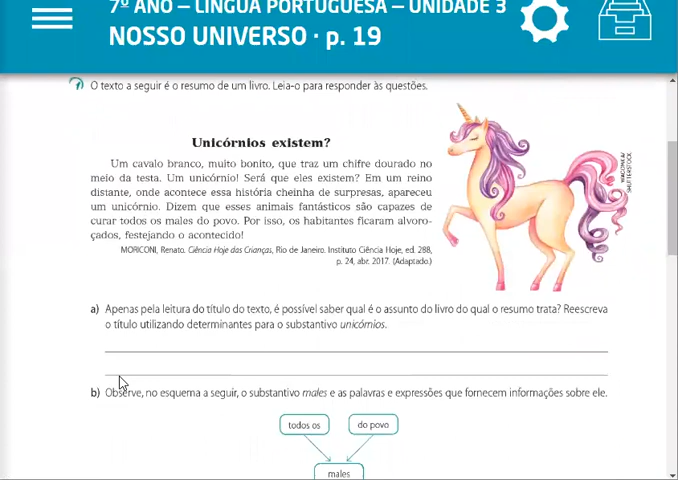 7º ANO – LÍNGUA PORTUGUESA – UNIDADE 3
NOSSO UNIVERSO · p. 19
1 O texto a seguir é o resumo de um livro. Leia-o para responder às questões.
Unicórnios existem?
Um cavalo branco, muito bonito, que traz um chifre dourado no
meio da testa. Um unicórnio! Será que eles existem? Em um reino
distante, onde acontece essa história cheinha de surpresas, apareceu
um unicórnio. Dizem que esses animais fantásticos são capazes de
curar todos os males do povo. Por isso, os habitantes ficaram alvoro-
çados, festejando o acontecido!
MORICONI, Renato. Ciência Hoje das Crianças, Rio de Janeiro. Instituto Ciência Hoje, ed. 288,
p. 24, abr. 2017. (Adaptado.)
SHUTTERSTOCK
a) Apenas pela leitura do título do texto, é possível saber qual é o assunto do livro do qual o resumo trata? Reescreva
o título utilizando determinantes para o substantivo unicórnios.
b) Observe, no esquema a seguir, o substantivo males e as palavras e expressões que fornecem informações sobre ele.
todos os
do povo
males